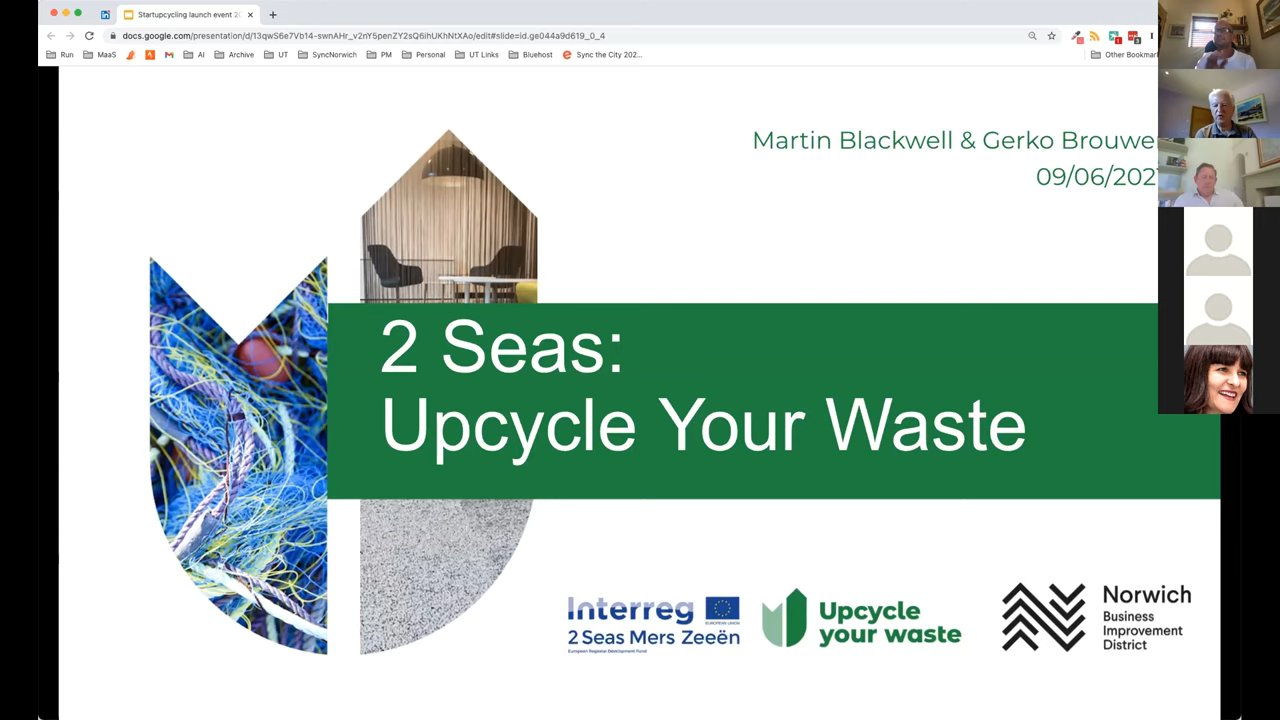 Startupcycling launch event 20
docs.google.com/presentation/d/13qwS6e7Vb14-swnAHr_v2nY5penZY2sQ6ihUKhNtXAo/edit#slide=id.ge044a9d619_0_4
Run MaaS AI Archive UT SyncNorwich PM Personal UT Links Bluehost Sync the City 202... Other Bookmar
Martin Blackwell & Gerko Brouwe
09/06/202
2 Seas:
Upcycle Your Waste
Interreg
EUROPEAN UNION
2 Seas Mers Zeeën
European Regional Development Fund
Upcycle
your waste
Norwich
Business
Improvement
District